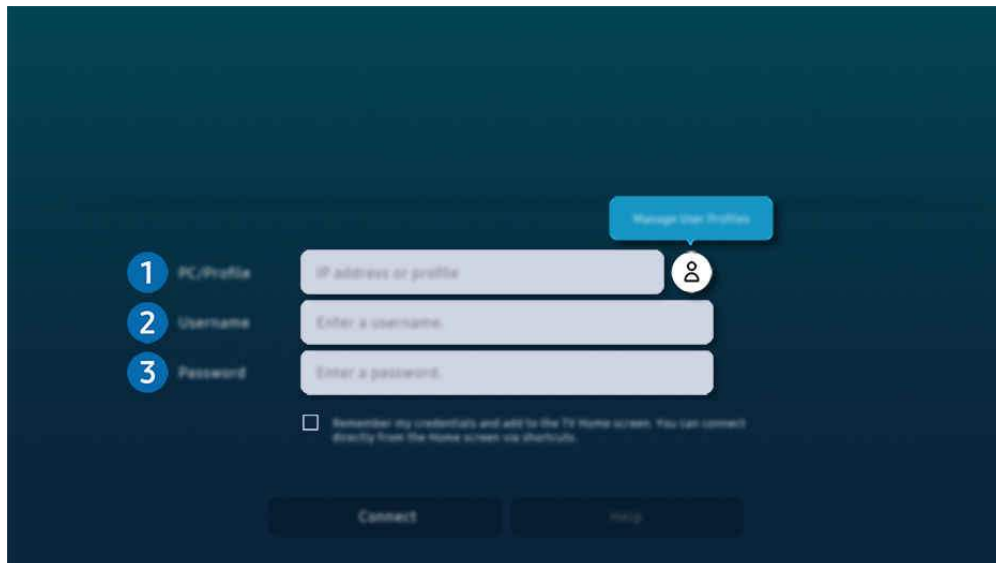 Manage User Profiles
1 PC/Profile IP address or profile
2 Username Enter a username.
3 Password Enter a password.
Remember my credentials and add to the TV Home screen. You can connect
directly from the Home screen via shortcuts.
Connect Help